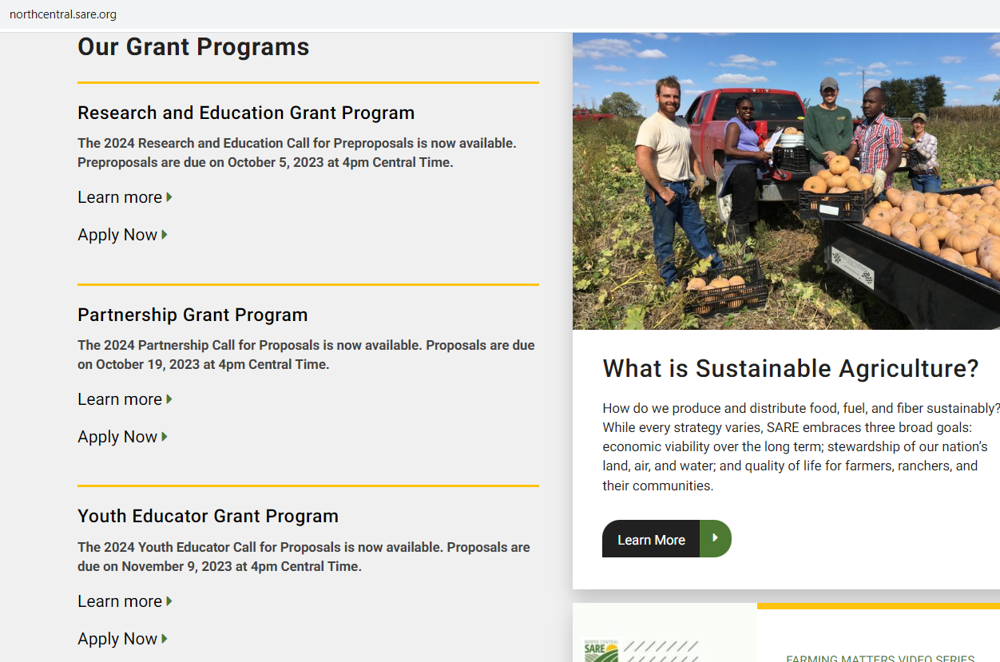 northcentral.sare.org
Our Grant Programs
Research and Education Grant Program
The 2024 Research and Education Call for Preproposals is now available.
Preproposals are due on October 5, 2023 at 4pm Central Time.
Learn more
Apply Now
Partnership Grant Program
The 2024 Partnership Call for Proposals is now available. Proposals are due
on October 19, 2023 at 4pm Central Time.
Learn more
Apply Now
Youth Educator Grant Program
The 2024 Youth Educator Call for Proposals is now available. Proposals are
due on November 9, 2023 at 4pm Central Time.
Learn more
Apply Now
What is Sustainable Agriculture?
How do we produce and distribute food, fuel, and fiber sustainably?
While every strategy varies, SARE embraces three broad goals:
economic viability over the long term; stewardship of our nation’s
land, air, and water; and quality of life for farmers, ranchers, and
their communities.
Learn More
NORTH CENTRAL
SARE
FARMING MATTERS VIDEO SERIES